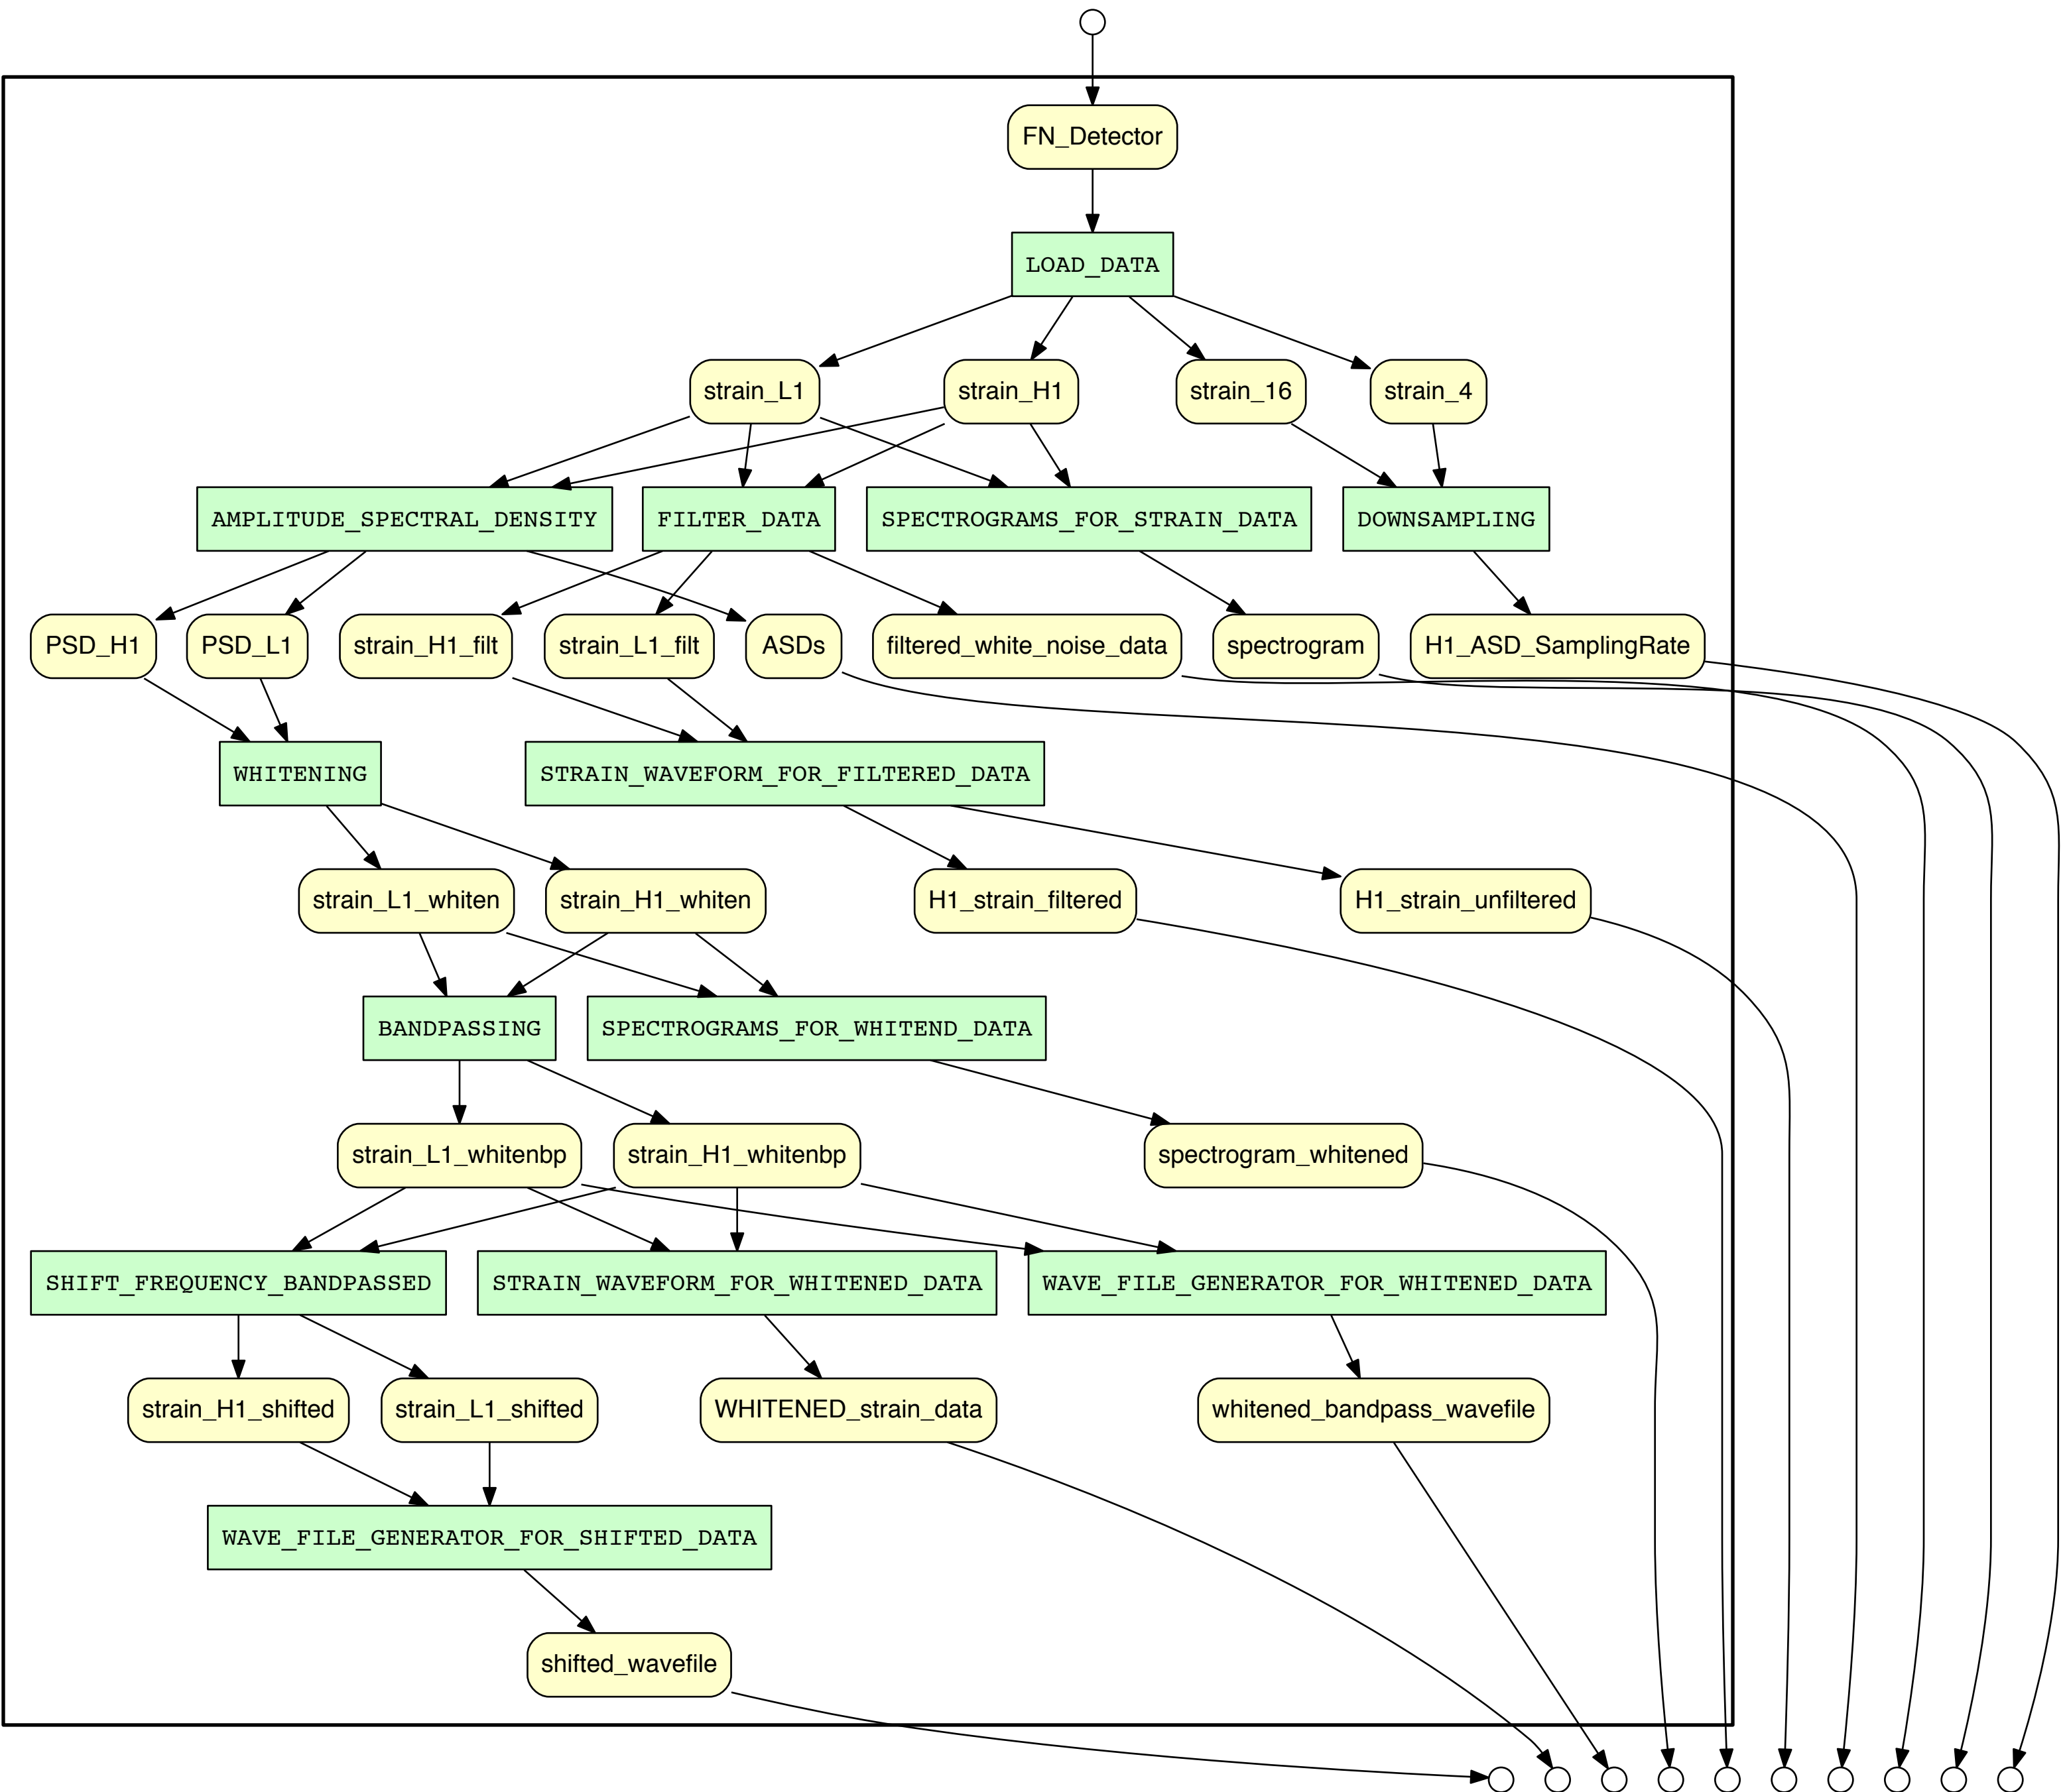 FN_Detector
LOAD_DATA
strain_L1
strain_H1
strain_16
strain_4
AMPLITUDE_SPECTRAL_DENSITY
FILTER_DATA
SPECTROGRAMS_FOR_STRAIN_DATA
DOWNSAMPLING
PSD_H1
PSD_L1
strain_H1_filt
strain_L1_filt
ASDs
filtered_white_noise_data
spectrogram
H1_ASD_SamplingRate
WHITENING
STRAIN_WAVEFORM_FOR_FILTERED_DATA
strain_L1_whiten
strain_H1_whiten
H1_strain_filtered
H1_strain_unfiltered
BANDPASSING
SPECTROGRAMS_FOR_WHITEND_DATA
strain_L1_whitenbp
strain_H1_whitenbp
spectrogram_whitened
SHIFT_FREQUENCY_BANDPASSED
STRAIN_WAVEFORM_FOR_WHITENED_DATA
WAVE_FILE_GENERATOR_FOR_WHITENED_DATA
strain_H1_shifted
strain_L1_shifted
WHITENED_strain_data
whitened_bandpass_wavefile
WAVE_FILE_GENERATOR_FOR_SHIFTED_DATA
shifted_wavefile